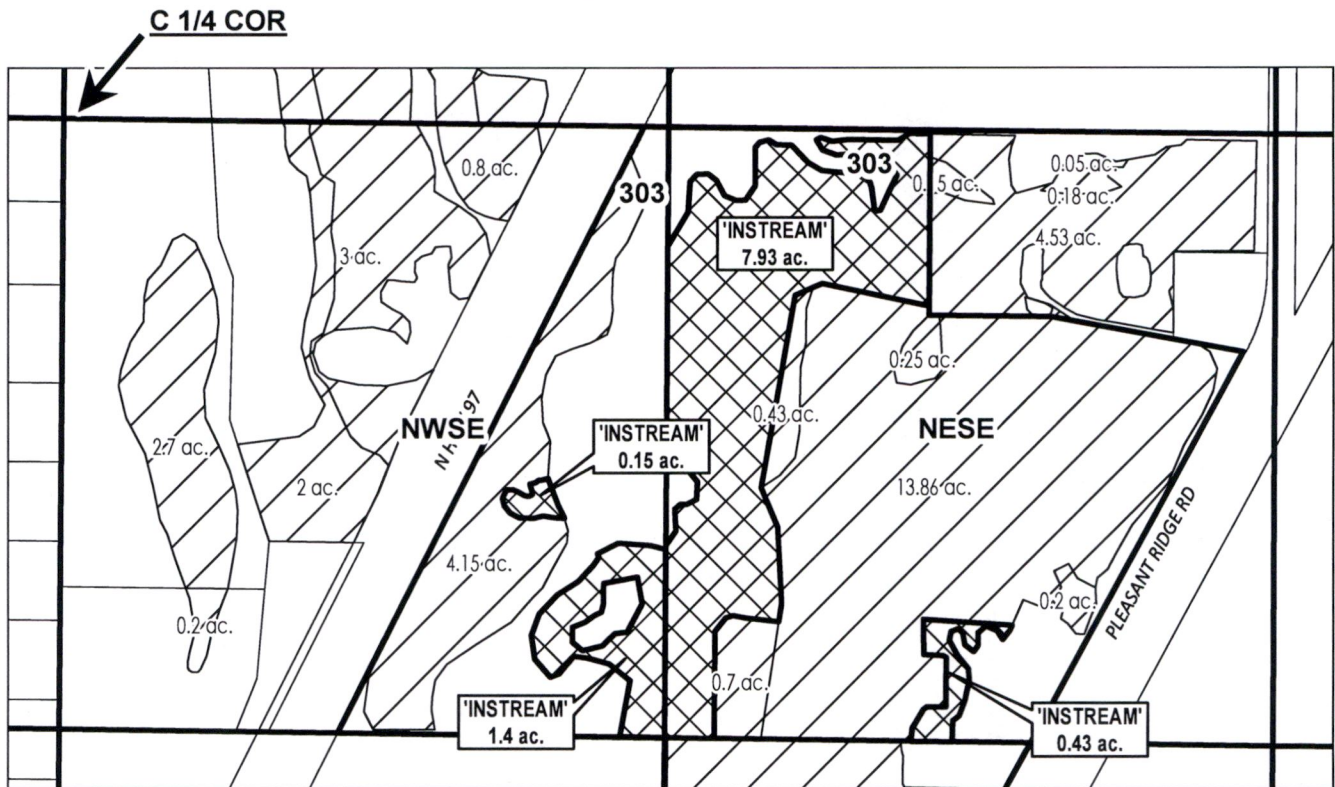 C 1/4 COR
0.8 ac.
303
303
0.05 ac.
0.18 ac.
'INSTREAM'
7.93 ac.
4.53 ac.
3 ac.
0.25 ac.
0.43 ac.
NWSE
97
NESE
'INSTREAM'
0.15 ac.
2.7 ac.
2 ac.
13.86 ac.
4.15 ac.
PLEASANT RIDGE RD
0.2 ac.
0.2 ac.
0.7 ac.
'INSTREAM'
1.4 ac.
'INSTREAM'
0.43 ac.